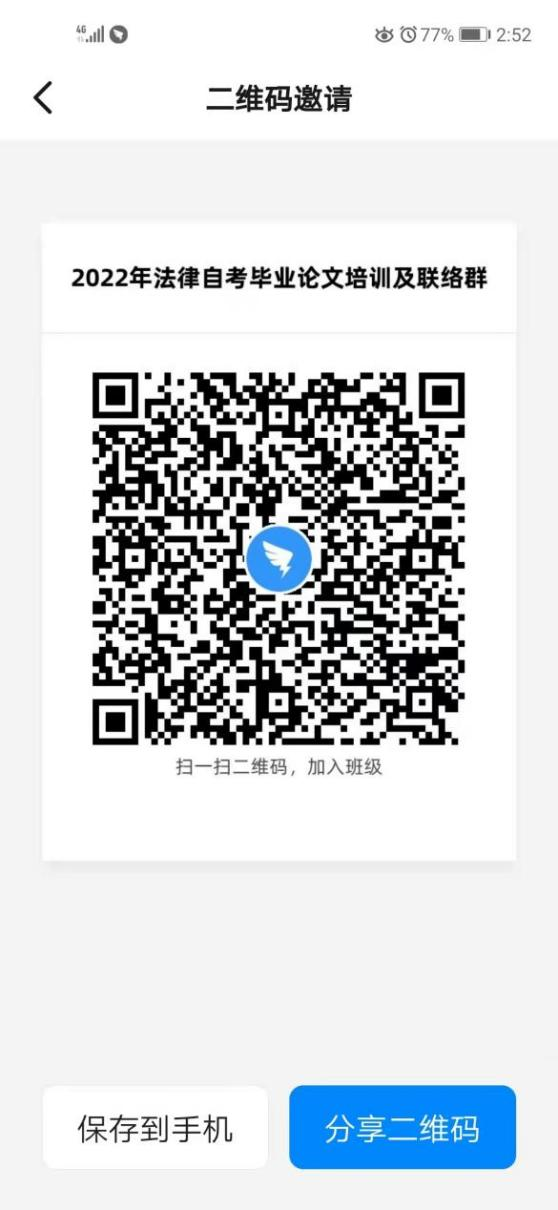 4G 77% 2:52
二维码邀请
2022年法律自考毕业论文培训及联络群
扫一扫二维码，加入班级
保存到手机 分享二维码